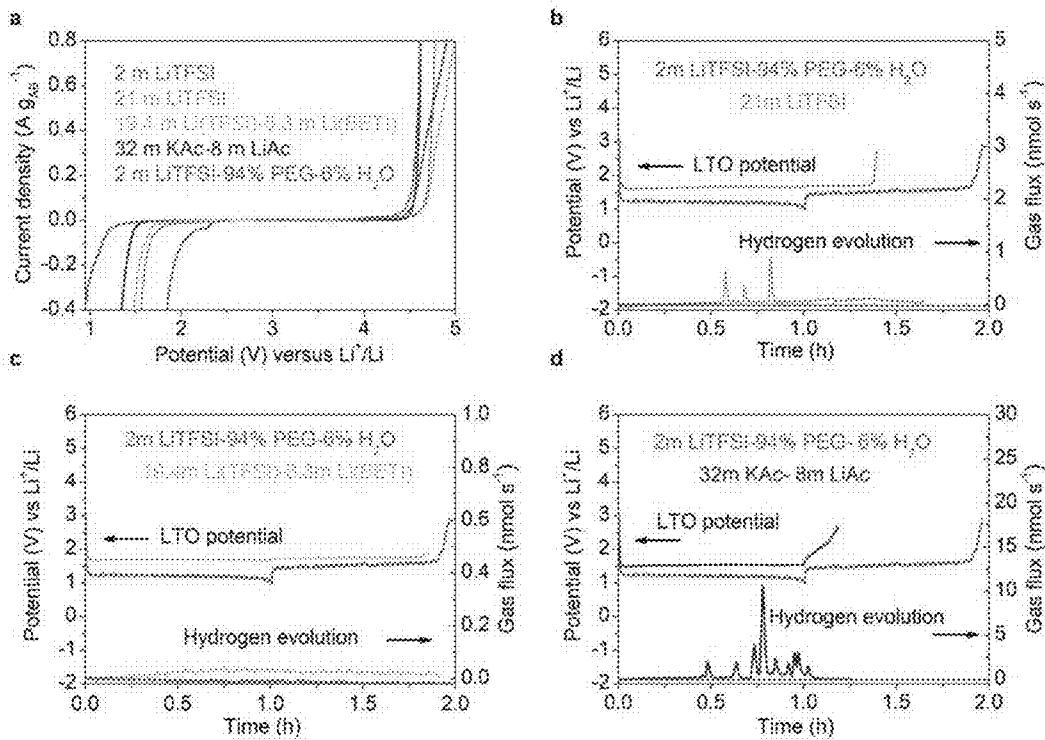 a
0.8
0.6
0.4
0.2
0.0
-0.2
-0.4
Current density (A g
2 m LiTFSI
21 m LiTFSI
32 m KAc-8 m LiAc
2 m LiTFSI-94% PEG-6% H₂O
1 2 3 4 5
Potential (V) versus Li⁺/Li
b
6
5
4
3
2
1
0
-1
-2
Potential (V) vs Li⁺/Li
2m LiTFSI-94% PEG-6% H₂O
21m LiTFSI
LTO potential
Hydrogen evolution
5
4
3
2
1
0
Gas flux (nmol s⁻¹)
0.0 0.5 1.0 1.5 2.0
Time (h)
c
6
5
4
3
2
1
0
-1
-2
Potential (V) vs Li⁺/Li
2m LiTFSI-94% PEG-6% H₂O
LTO potential
Hydrogen evolution
1.0
0.8
0.6
0.4
0.2
0.0
Gas flux (nmol s⁻¹)
0.0 0.5 1.0 1.5 2.0
Time (h)
d
6
5
4
3
2
1
0
-1
-2
Potential (V) vs Li⁺/Li
2m LiTFSI-94% PEG- 6% H₂O
32m KAc- 8m LiAc
LTO potential
Hydrogen evolution
30
25
20
15
10
5
0
Gas flux (nmol s⁻¹)
0.0 0.5 1.0 1.5 2.0
Time (h)